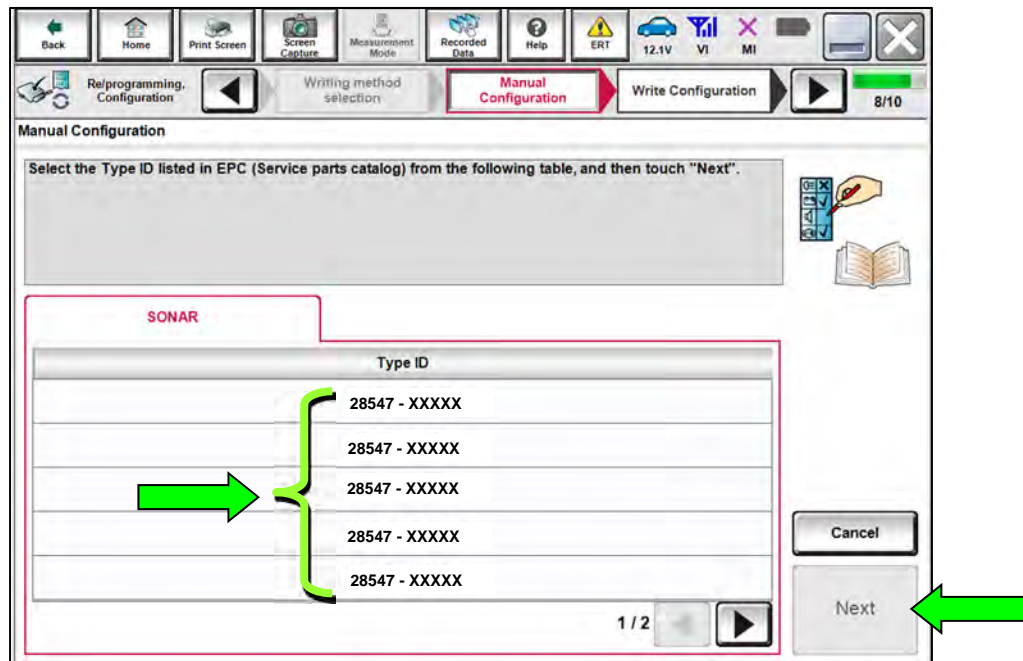 Back
Home
Print Screen
Screen
Capture
Measurement
Mode
Recorded
Data
Help
ERT
12.1V
VI
MI
Re/programming,
Configuration
Writing method
selection
Manual
Configuration
Write Configuration
8/10
Manual Configuration
Select the Type ID listed in EPC (Service parts catalog) from the following table, and then touch "Next".
SONAR
Type ID
28547 - XXXXX
28547 - XXXXX
28547 - XXXXX
28547 - XXXXX
28547 - XXXXX
Cancel
1 / 2
Next